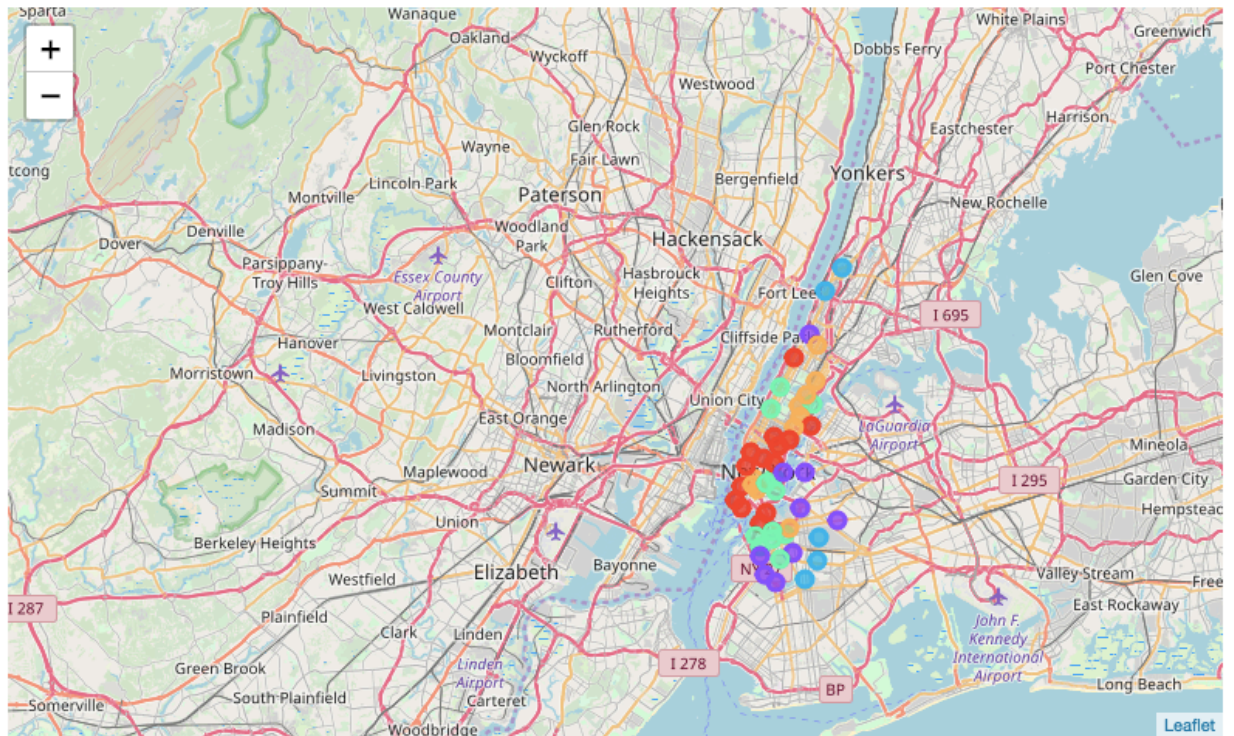 Sparta
Wanaque
White Plains
Greenwich
+
Oakland
Dobbs Ferry
Wyckoff
Port Chester
Westwood
−
Glen Rock
Harrison
Eastchester
Wayne
Fair Lawn
tcong
Lincoln Park
Bergenfield
Yonkers
Montville
Paterson
New Rochelle
Denville
Woodland
Park
Hackensack
Dover
Parsippany-
Troy Hills
Essex County
Airport
Clifton
Hasbrouck
Heights
Glen Cove
Fort Lee
West Caldwell
I 695
Montclair
Rutherford
Cliffside
Hanover
Bloomfield
Morristown
Livingston
North Arlington
Union City
East Orange
LaGuardia
Airport
Madison
Mineola
Newark
Maplewood
I 295
Garden City
Summit
Hempstead
Union
Berkeley Heights
Bayonne
Elizabeth
Westfield
Valley Stream
Free
I 287
East Rockaway
Plainfield
John F.
Kennedy
International
Airport
Clark
Linden
I 278
Green Brook
Linden
Airport
BP
Long Beach
South Plainfield
Carteret
Somerville
Woodbridge
Leaflet